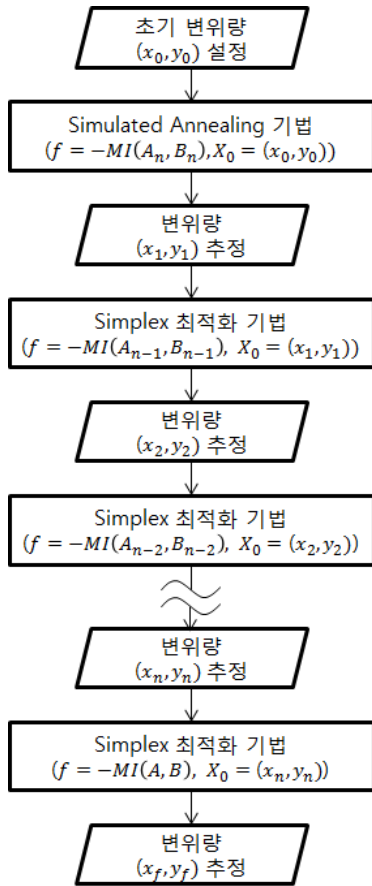 초기 변위량
(x₀,y₀) 설정
Simulated Annealing 기법
(f = −MI(Aₙ,Bₙ),X₀ = (x₀,y₀))
변위량
(x₁,y₁) 추정
Simplex 최적화 기법
(f = −MI(Aₙ₋₁,Bₙ₋₁), X₀ = (x₁,y₁))
변위량
(x₂,y₂) 추정
Simplex 최적화 기법
(f = −MI(Aₙ₋₂,Bₙ₋₂), X₀ = (x₂,y₂))
변위량
(xₙ,yₙ) 추정
Simplex 최적화 기법
(f = −MI(A,B), X₀ = (xₙ,yₙ))
변위량
(x_f,y_f) 추정